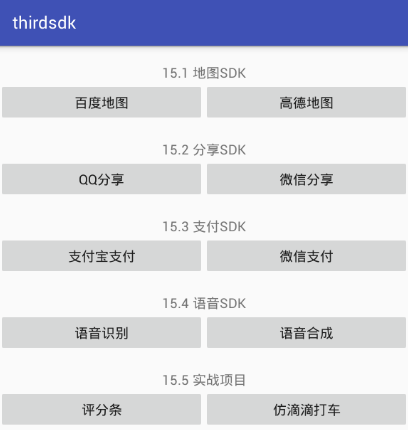 thirdsdk
15.1 地图SDK
百度地图 高德地图
15.2 分享SDK
QQ分享 微信分享
15.3 支付SDK
支付宝支付 微信支付
15.4 语音SDK
语音识别 语音合成
15.5 实战项目
评分条 仿滴滴打车